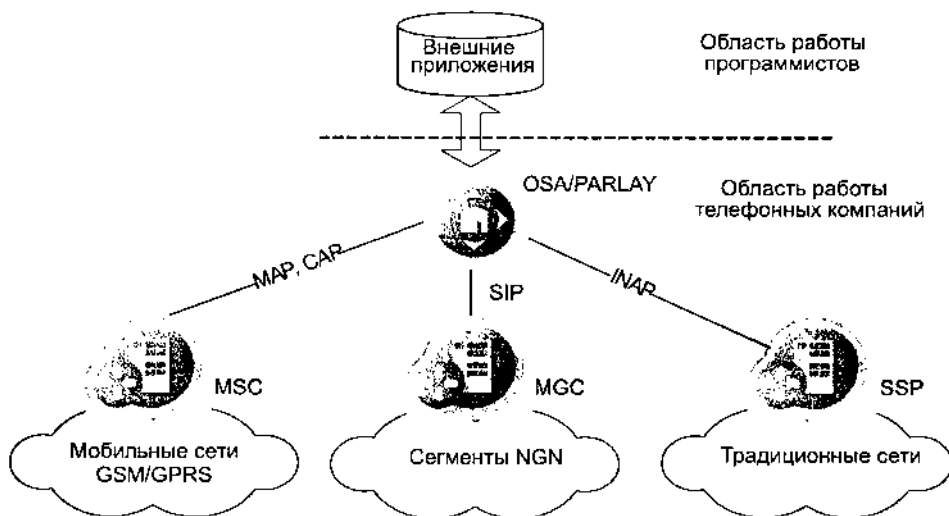 Внешние
приложения
Область работы
программистов
OSA/PARLAY
Область работы
телефонных компаний
MAP, CAP
SIP
INAP
MSC
MGC
SSP
Мобильные сети
GSM/GPRS
Сегменты NGN
Традиционные сети